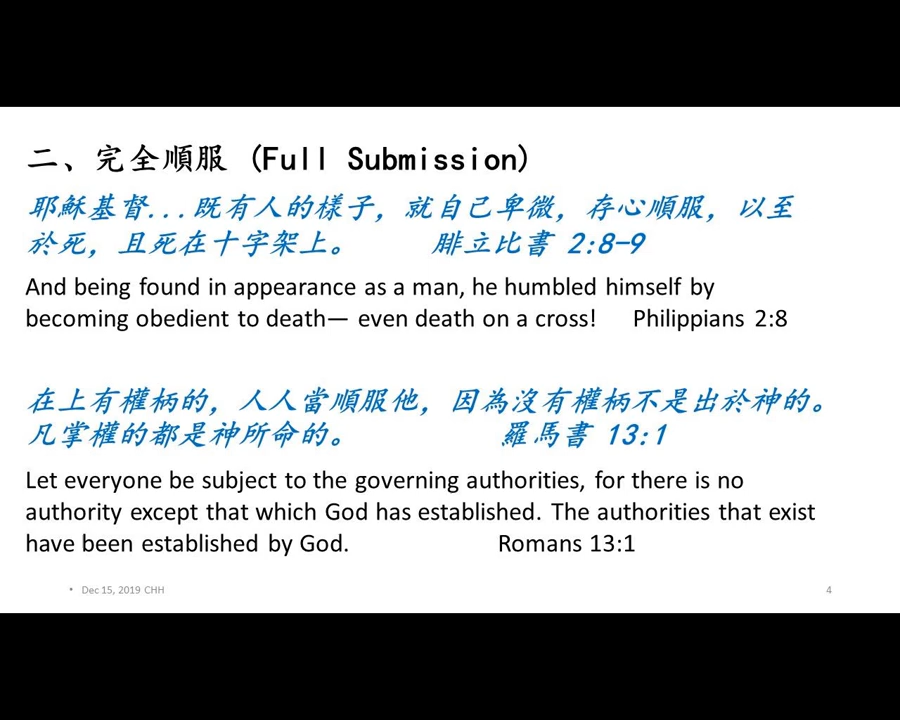 二、完全順服 (Full Submission)
耶穌基督...既有人的樣子，就自己卑微，存心順服，以至
於死，且死在十字架上。 腓立比書 2:8-9
And being found in appearance as a man, he humbled himself by
becoming obedient to death— even death on a cross! Philippians 2:8
在上有權柄的，人人當順服他，因為沒有權柄不是出於神的。
凡掌權的都是神所命的。 羅馬書 13:1
Let everyone be subject to the governing authorities, for there is no
authority except that which God has established. The authorities that exist
have been established by God. Romans 13:1
• Dec 15, 2019 CHH 4